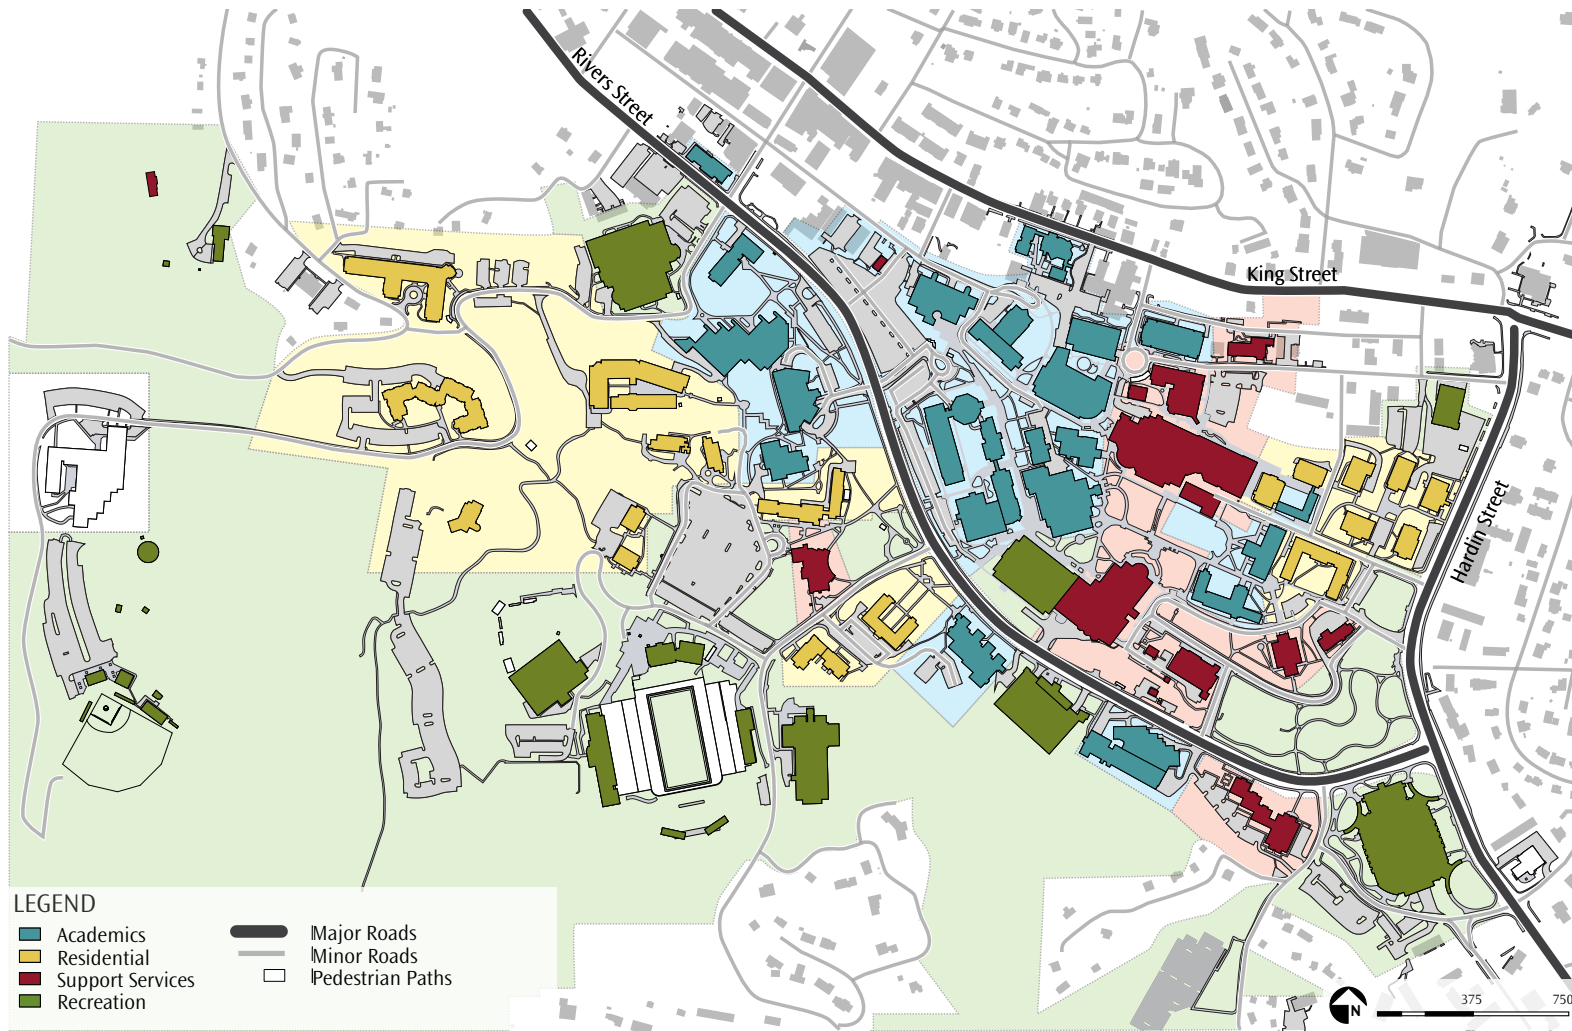 Rivers Street
King Street
Hardin Street
LEGEND
Academics
Residential
Support Services
Recreation
Major Roads
Minor Roads
Pedestrian Paths
N
375
750